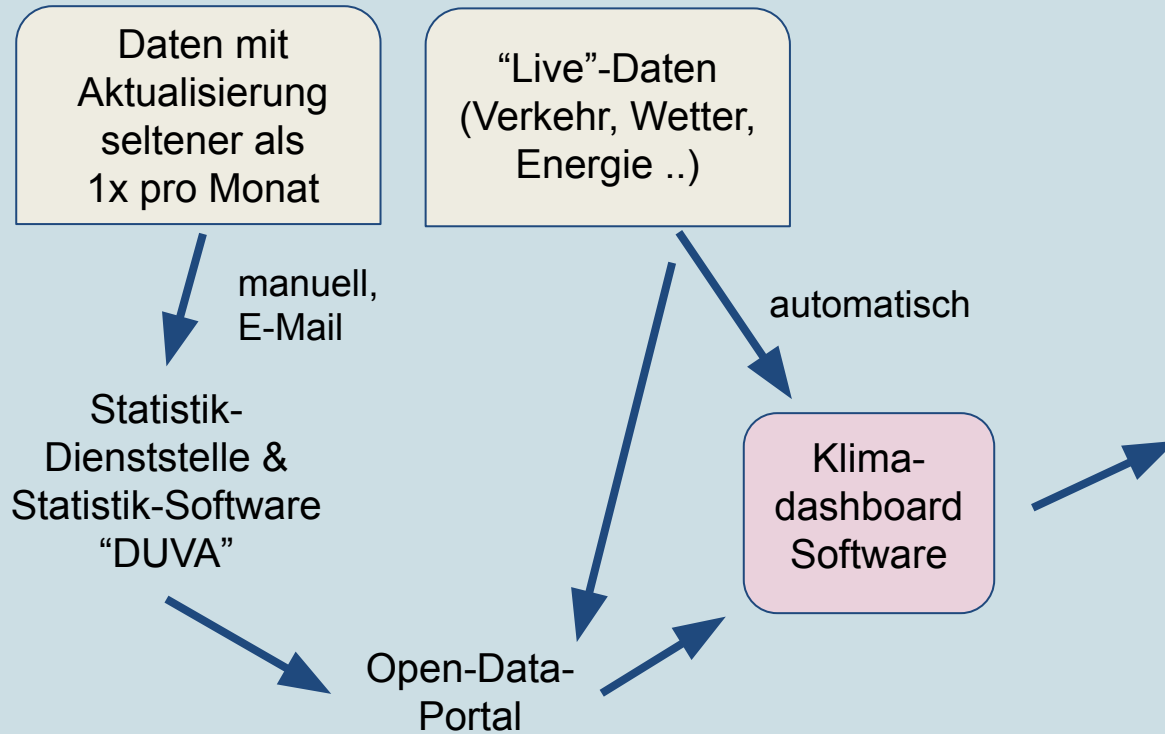 Daten mit
Aktualisierung
seltener als
1x pro Monat
“Live”-Daten
(Verkehr, Wetter,
Energie ..)
manuell,
E-Mail
automatisch
Statistik-
Dienststelle &
Statistik-Software
“DUVA”
Klima-
dashboard
Software
Open-Data-
Portal